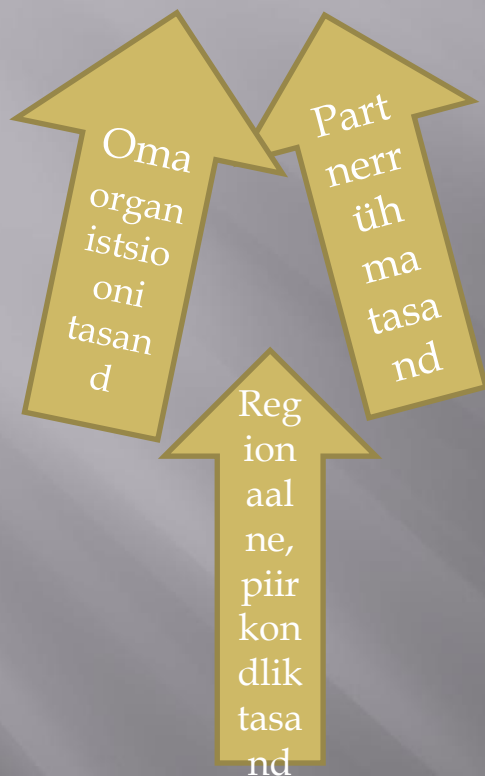 Oma
organ
istsio
oni
tasan
d
Part
nerr
üh
ma
tasa
nd
Reg
ion
aal
ne,
piir
kon
dlik
tasa
nd